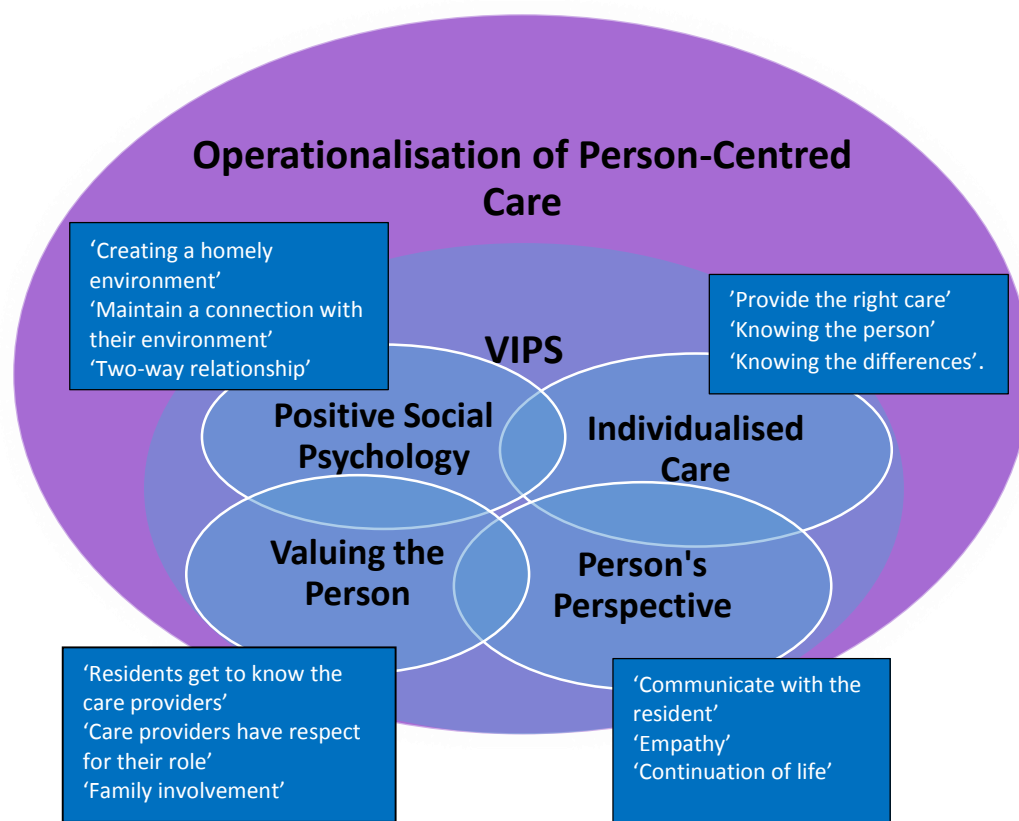 Operationalisation of Person-Centred
Care
‘Creating a homely
environment’
‘Maintain a connection with
their environment’
‘Two-way relationship’
’Provide the right care’
‘Knowing the person’
‘Knowing the differences’.
VIPS
Positive Social
Psychology
Individualised
Care
Valuing the
Person
Person's
Perspective
‘Residents get to know the
care providers’
‘Care providers have respect
for their role’
‘Family involvement’
‘Communicate with the
resident’
‘Empathy’
‘Continuation of life’